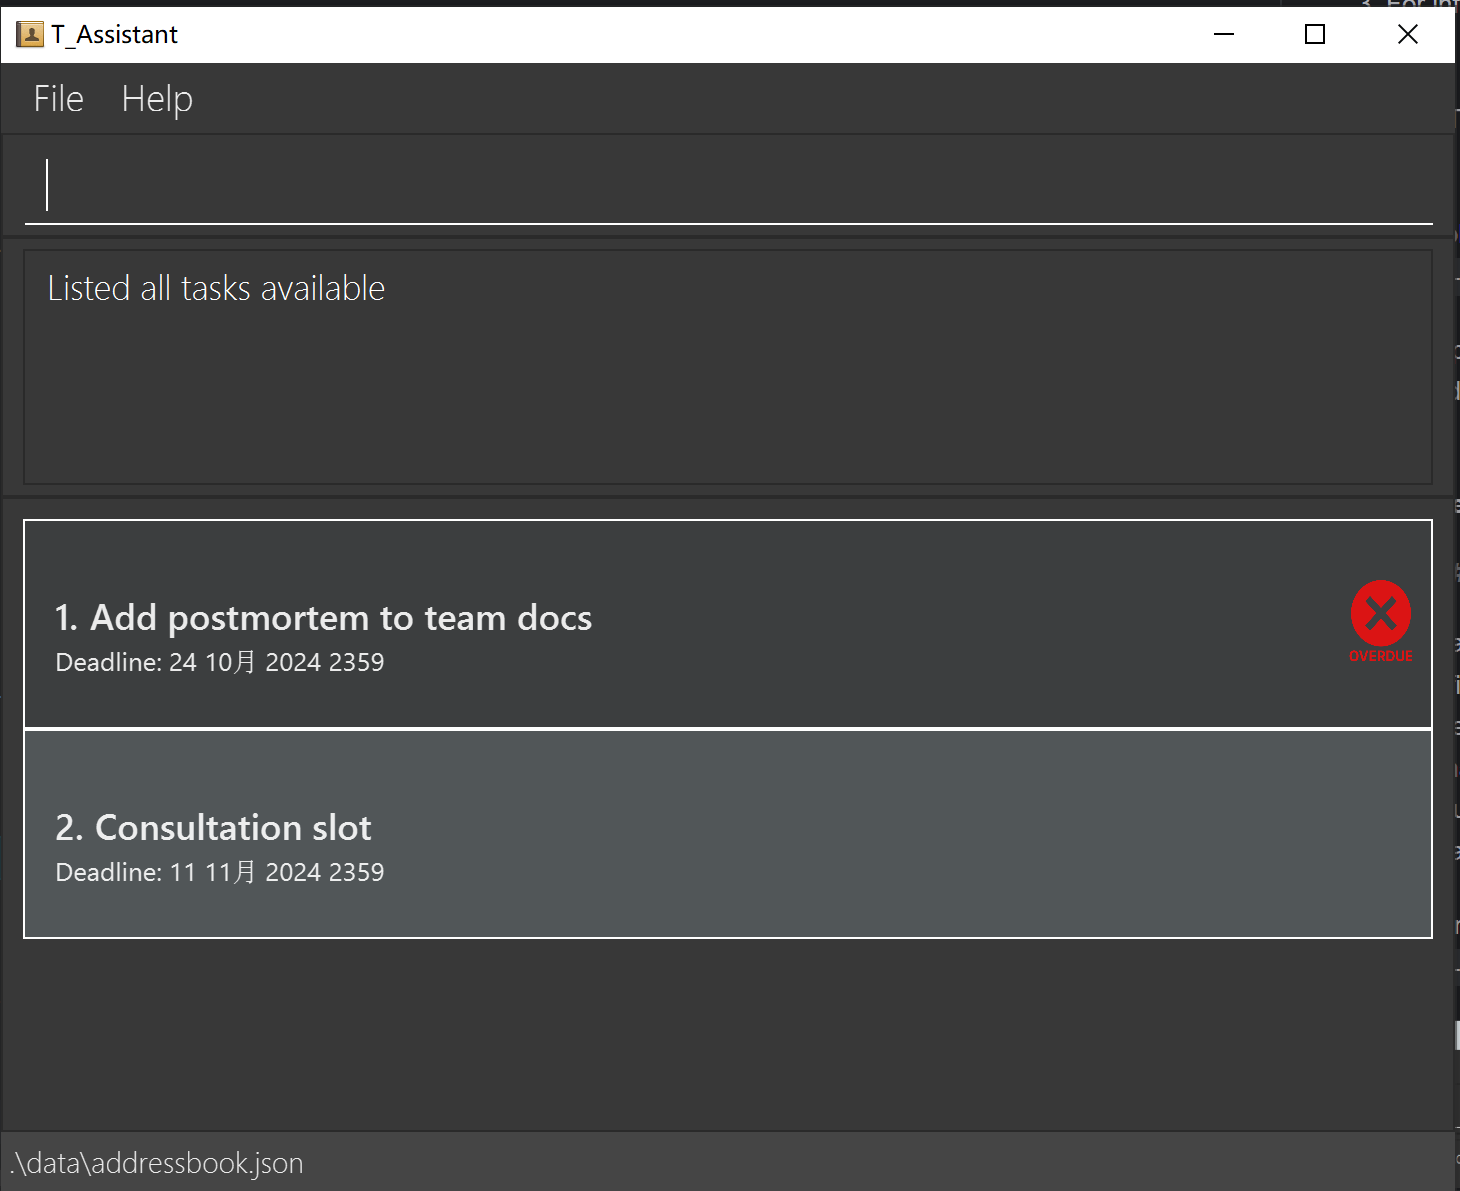 T_Assistant
File Help
Listed all tasks available
1. Add postmortem to team docs
Deadline: 24 10月 2024 2359
OVERDUE
2. Consultation slot
Deadline: 11 11月 2024 2359
.\data\addressbook.json